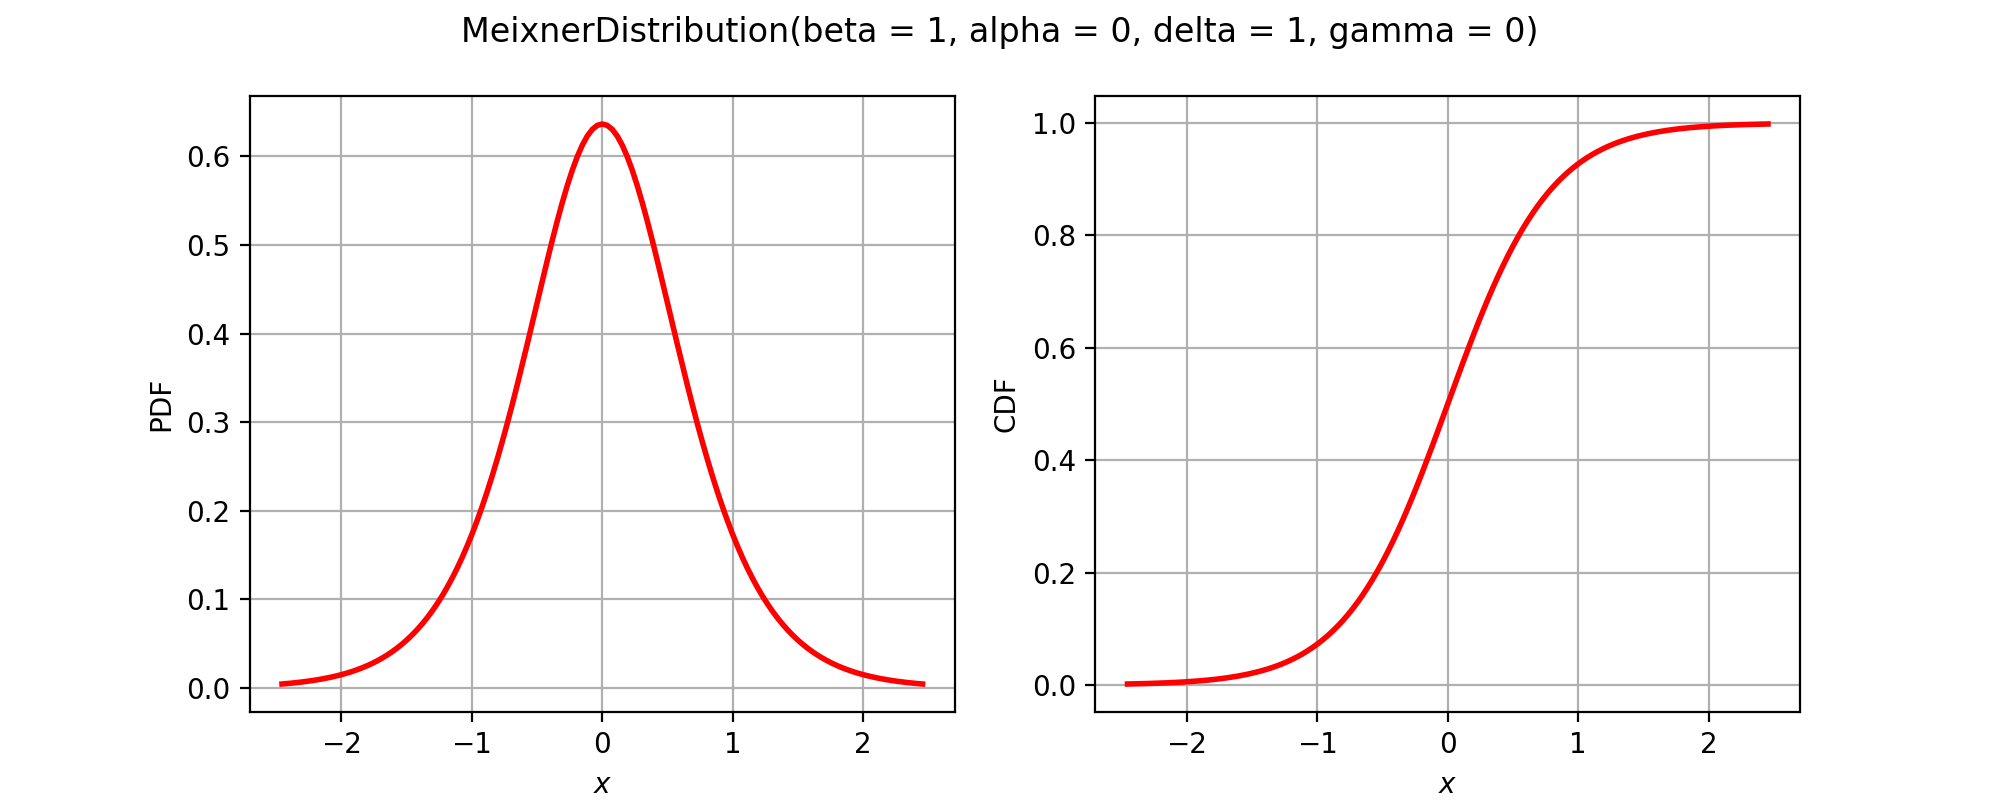 MeixnerDistribution(beta = 1, alpha = 0, delta = 1, gamma = 0)
PDF
0.6
0.5
0.4
0.3
0.2
0.1
0.0
−2 −1 0 1 2
x
CDF
1.0
0.8
0.6
0.4
0.2
0.0
−2 −1 0 1 2
x